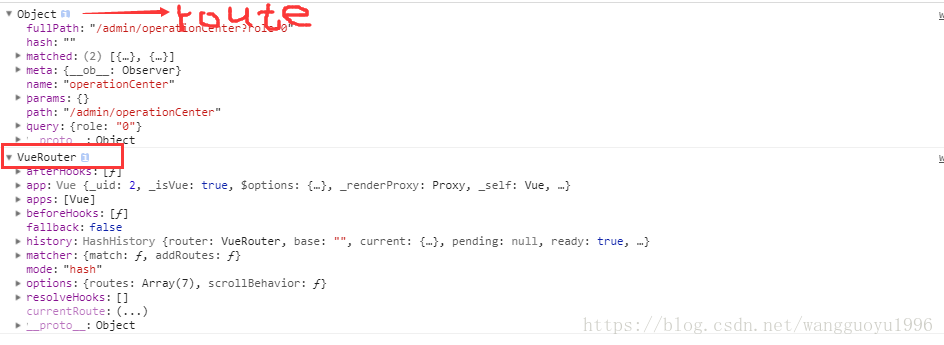 Object i route
fullPath: "/admin/operationCenter?role=0"
hash: ""
matched: (2) [{…}, {…}]
meta: {__ob__: Observer}
name: "operationCenter"
params: {}
path: "/admin/operationCenter"
query: {role: "0"}
__proto__: Object
VueRouter i
afterHooks: [ƒ]
app: Vue {_uid: 2, _isVue: true, $options: {…}, _renderProxy: Proxy, _self: Vue, …}
apps: [Vue]
beforeHooks: [ƒ]
fallback: false
history: HashHistory {router: VueRouter, base: "", current: {…}, pending: null, ready: true, …}
matcher: {match: ƒ, addRoutes: ƒ}
mode: "hash"
options: {routes: Array(7), scrollBehavior: ƒ}
resolveHooks: []
currentRoute: (...)
__proto__: Object
https://blog.csdn.net/wangguoyu1996